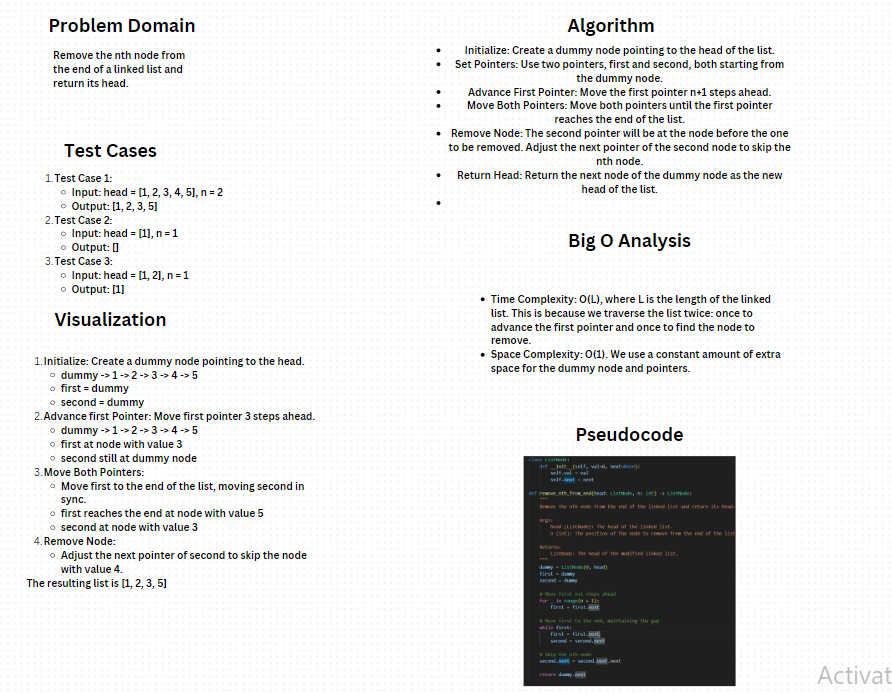 Problem Domain
Remove the nth node from
the end of a linked list and
return its head.
Test Cases
1. Test Case 1:
Input: head = [1, 2, 3, 4, 5], n = 2
Output: [1, 2, 3, 5]
2. Test Case 2:
Input: head = [1], n = 1
Output: []
3. Test Case 3:
Input: head = [1, 2], n = 1
Output: [1]
Visualization
1. Initialize: Create a dummy node pointing to the head.
dummy -> 1 -> 2 -> 3 -> 4 -> 5
first = dummy
second = dummy
2. Advance first Pointer: Move first pointer 3 steps ahead.
dummy -> 1 -> 2 -> 3 -> 4 -> 5
first at node with value 3
second still at dummy node
3. Move Both Pointers:
Move first to the end of the list, moving second in
sync.
first reaches the end at node with value 5
second at node with value 3
4. Remove Node:
Adjust the next pointer of second to skip the node
with value 4.
The resulting list is [1, 2, 3, 5]
Algorithm
Initialize: Create a dummy node pointing to the head of the list.
Set Pointers: Use two pointers, first and second, both starting from
the dummy node.
Advance First Pointer: Move the first pointer n+1 steps ahead.
Move Both Pointers: Move both pointers until the first pointer
reaches the end of the list.
Remove Node: The second pointer will be at the node before the one
to be removed. Adjust the next pointer of the second node to skip the
nth node.
Return Head: Return the next node of the dummy node as the new
head of the list.
Big O Analysis
Time Complexity: O(L), where L is the length of the linked
list. This is because we traverse the list twice: once to
advance the first pointer and once to find the node to
remove.
Space Complexity: O(1). We use a constant amount of extra
space for the dummy node and pointers.
Pseudocode
class ListNode:
def __init__(self, val=0, next=None):
self.val = val
self.next = next
def remove_nth_from_end(head: ListNode, n: int) -> ListNode:
"""
Remove the nth node from the end of the linked list and return its head.
Args:
head (ListNode): The head of the linked list.
n (int): The position of the node to remove from the end of the list
Returns:
ListNode: The head of the modified linked list.
"""
dummy = ListNode(0, head)
first = dummy
second = dummy
# Move first n+1 steps ahead
for _ in range(n + 1):
first = first.next
# Move first to the end, maintaining the gap
while first:
first = first.next
second = second.next
# Skip the nth node
second.next = second.next.next
return dummy.next
Activat